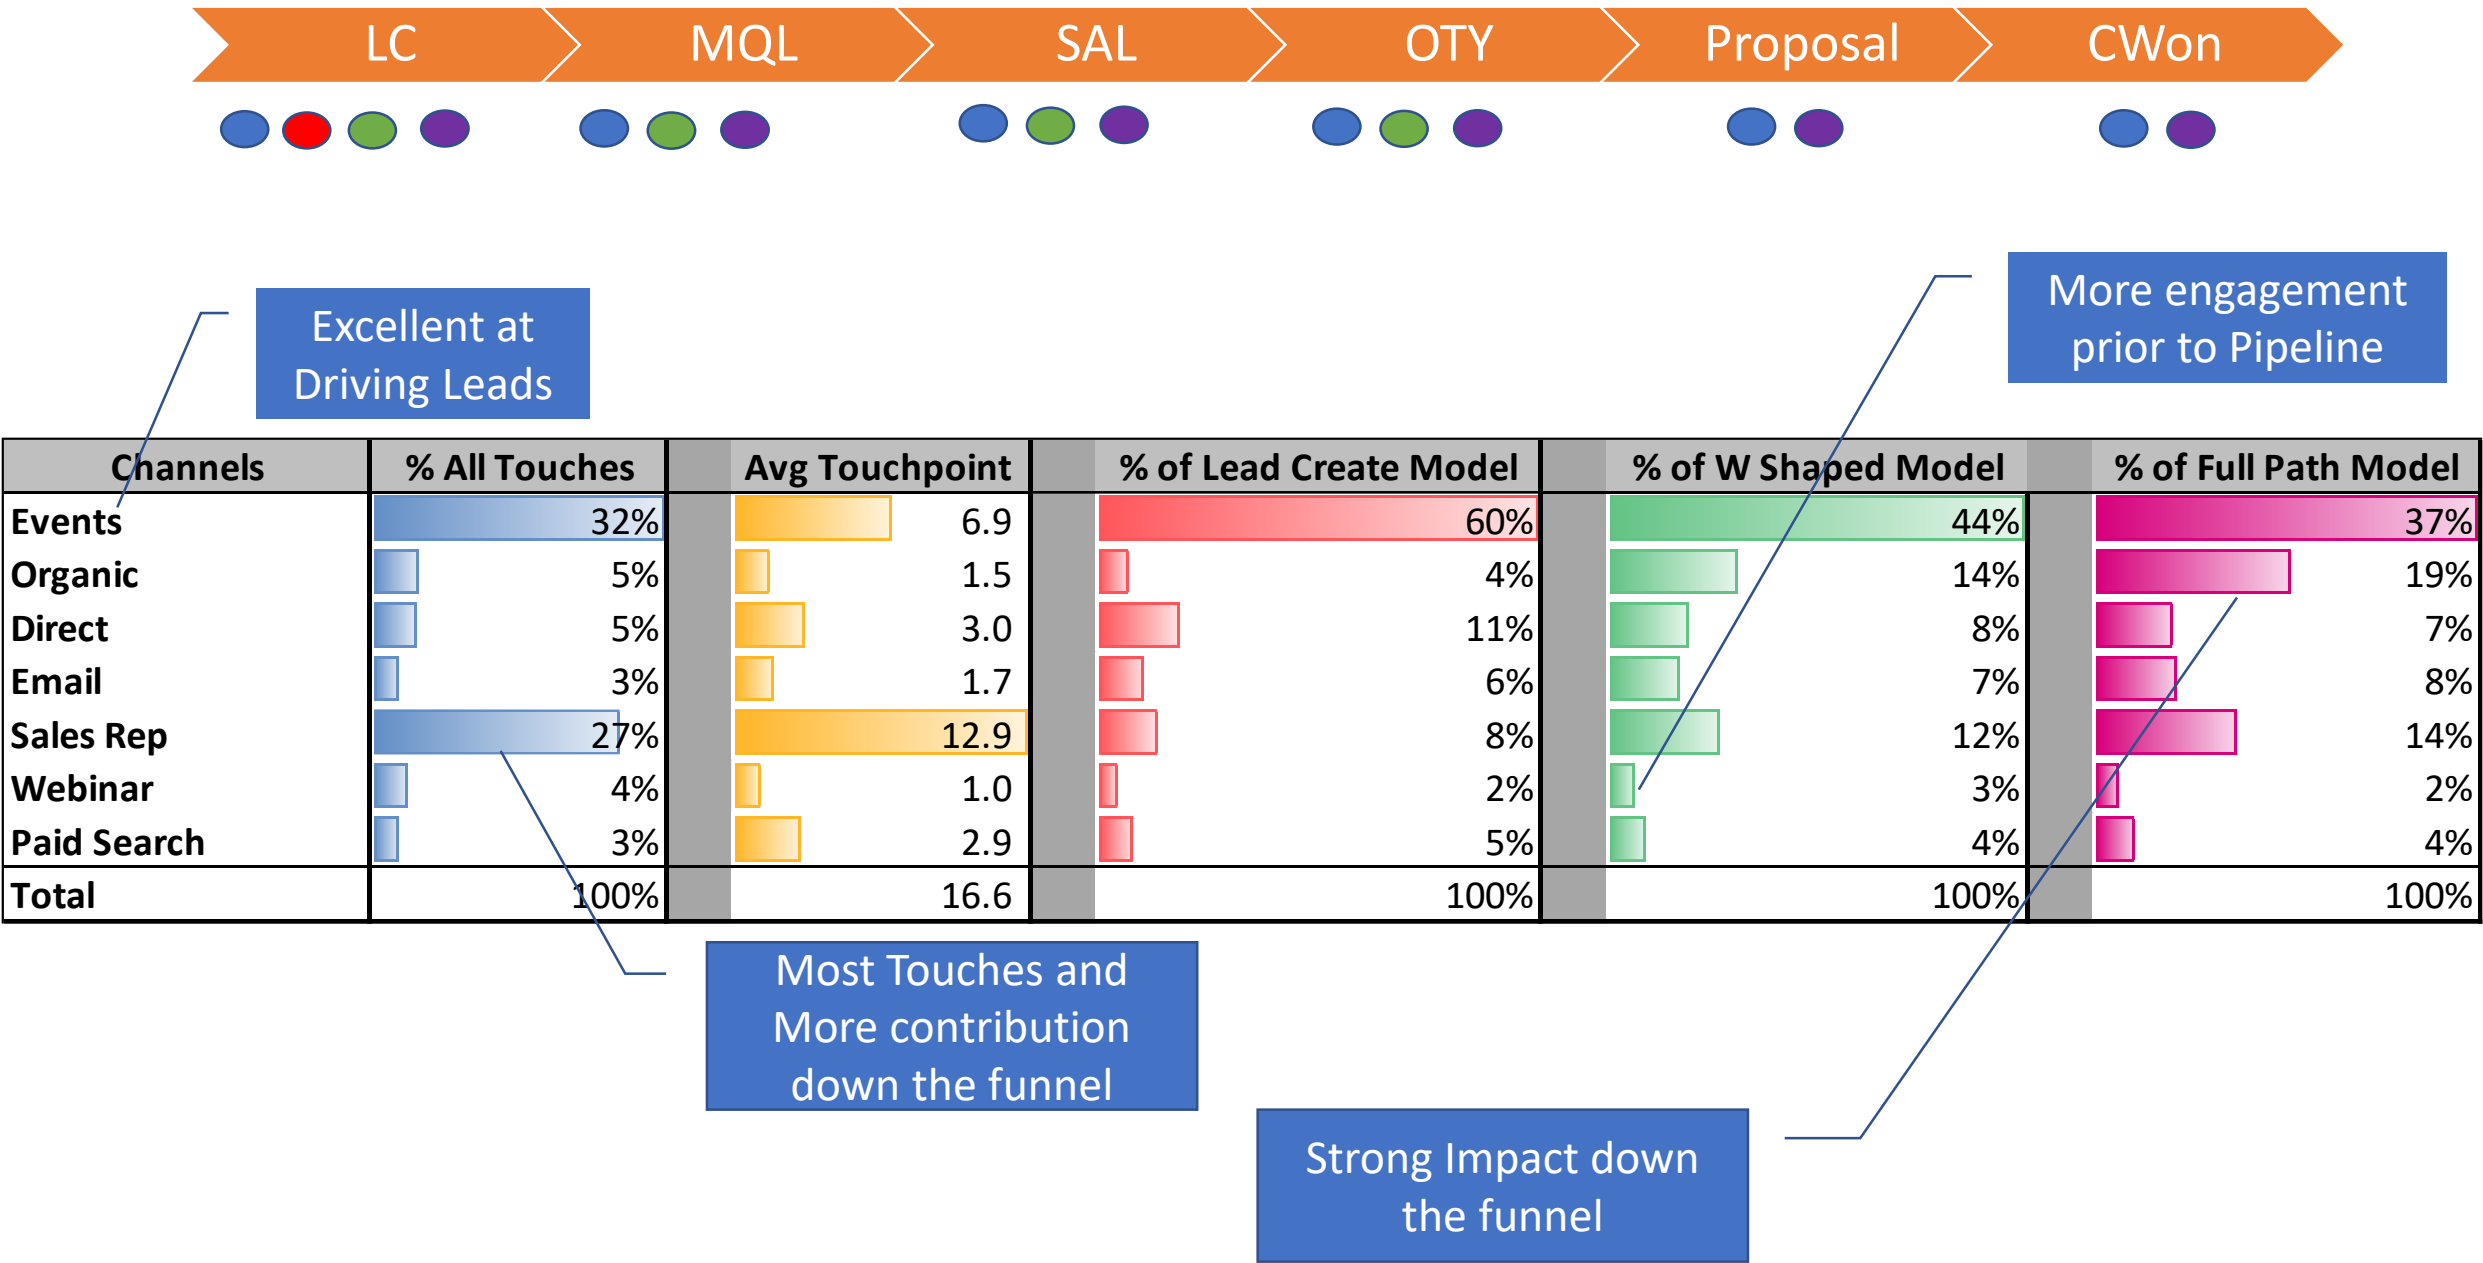 LC MQL SAL OTY Proposal CWon
More engagement
prior to Pipeline
Excellent at
Driving Leads
Channels % All Touches Avg Touchpoint % of Lead Create Model % of W Shaped Model % of Full Path Model
Events 32% 6.9 60% 44% 37%
Organic 5% 1.5 4% 14% 19%
Direct 5% 3.0 11% 8% 7%
Email 3% 1.7 6% 7% 8%
Sales Rep 27% 12.9 8% 12% 14%
Webinar 4% 1.0 2% 3% 2%
Paid Search 3% 2.9 5% 4% 4%
Total 100% 16.6 100% 100% 100%
Most Touches and
More contribution
down the funnel
Strong Impact down
the funnel